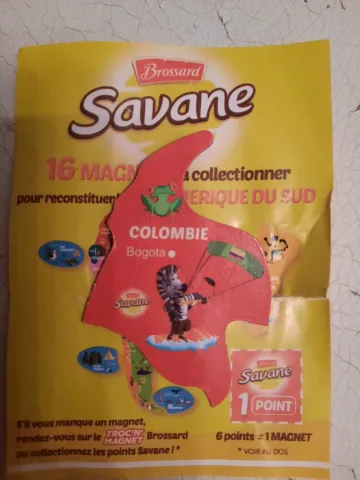 Brossard
Savane
16 MAGN à collectionner
pour reconstituer MERIQUE DU SUD
COLOMBIE
Bogota
Savane
Brossard
Savane
1 POINT
S'il vous manque un magnet,
rendez-vous sur le TROC'N' MAGNET Brossard
ou collectionnez les points Savane ! *
6 points = 1 MAGNET
* VOIR AU DOS